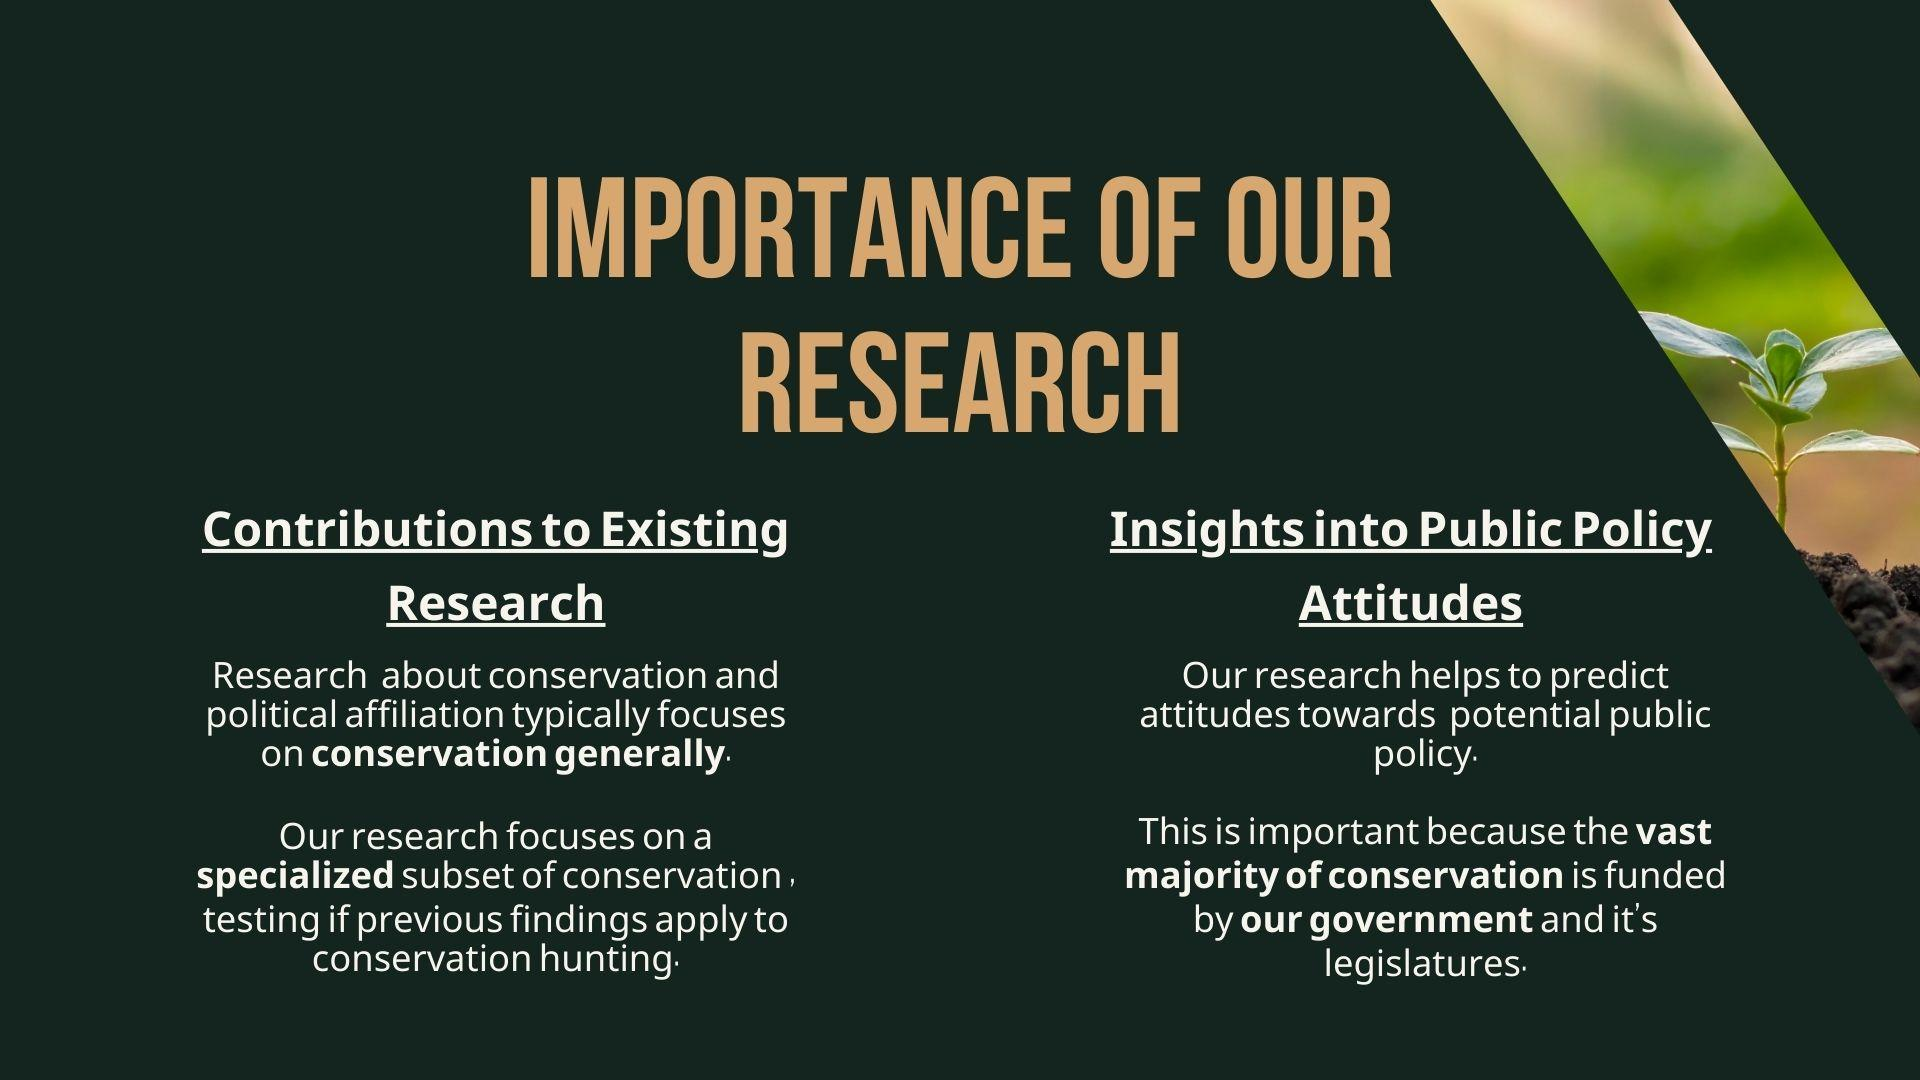 IMPORTANCE OF OUR
RESEARCH
Contributions to Existing
Research
Research about conservation and
political affiliation typically focuses
on conservation generally.
Our research focuses on a
specialized subset of conservation ,
testing if previous findings apply to
conservation hunting.
Insights into Public Policy
Attitudes
Our research helps to predict
attitudes towards potential public
policy.
This is important because the vast
majority of conservation is funded
by our government and it's
legislatures.